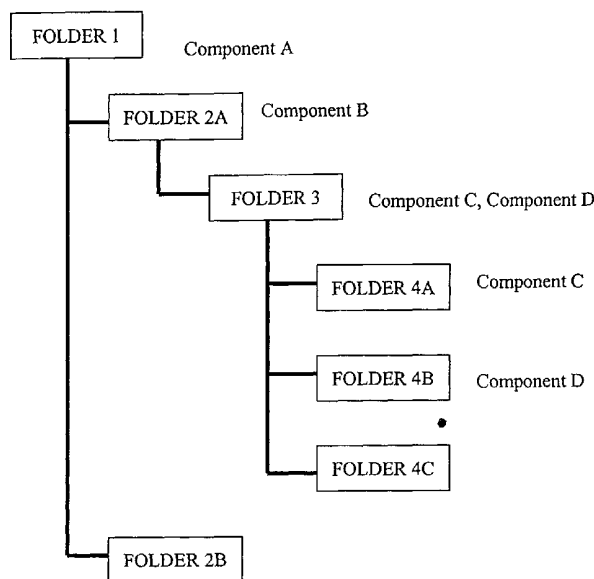 FOLDER 1
Component A
FOLDER 2A
Component B
FOLDER 3
Component C, Component D
FOLDER 4A
Component C
FOLDER 4B
Component D
FOLDER 4C
FOLDER 2B